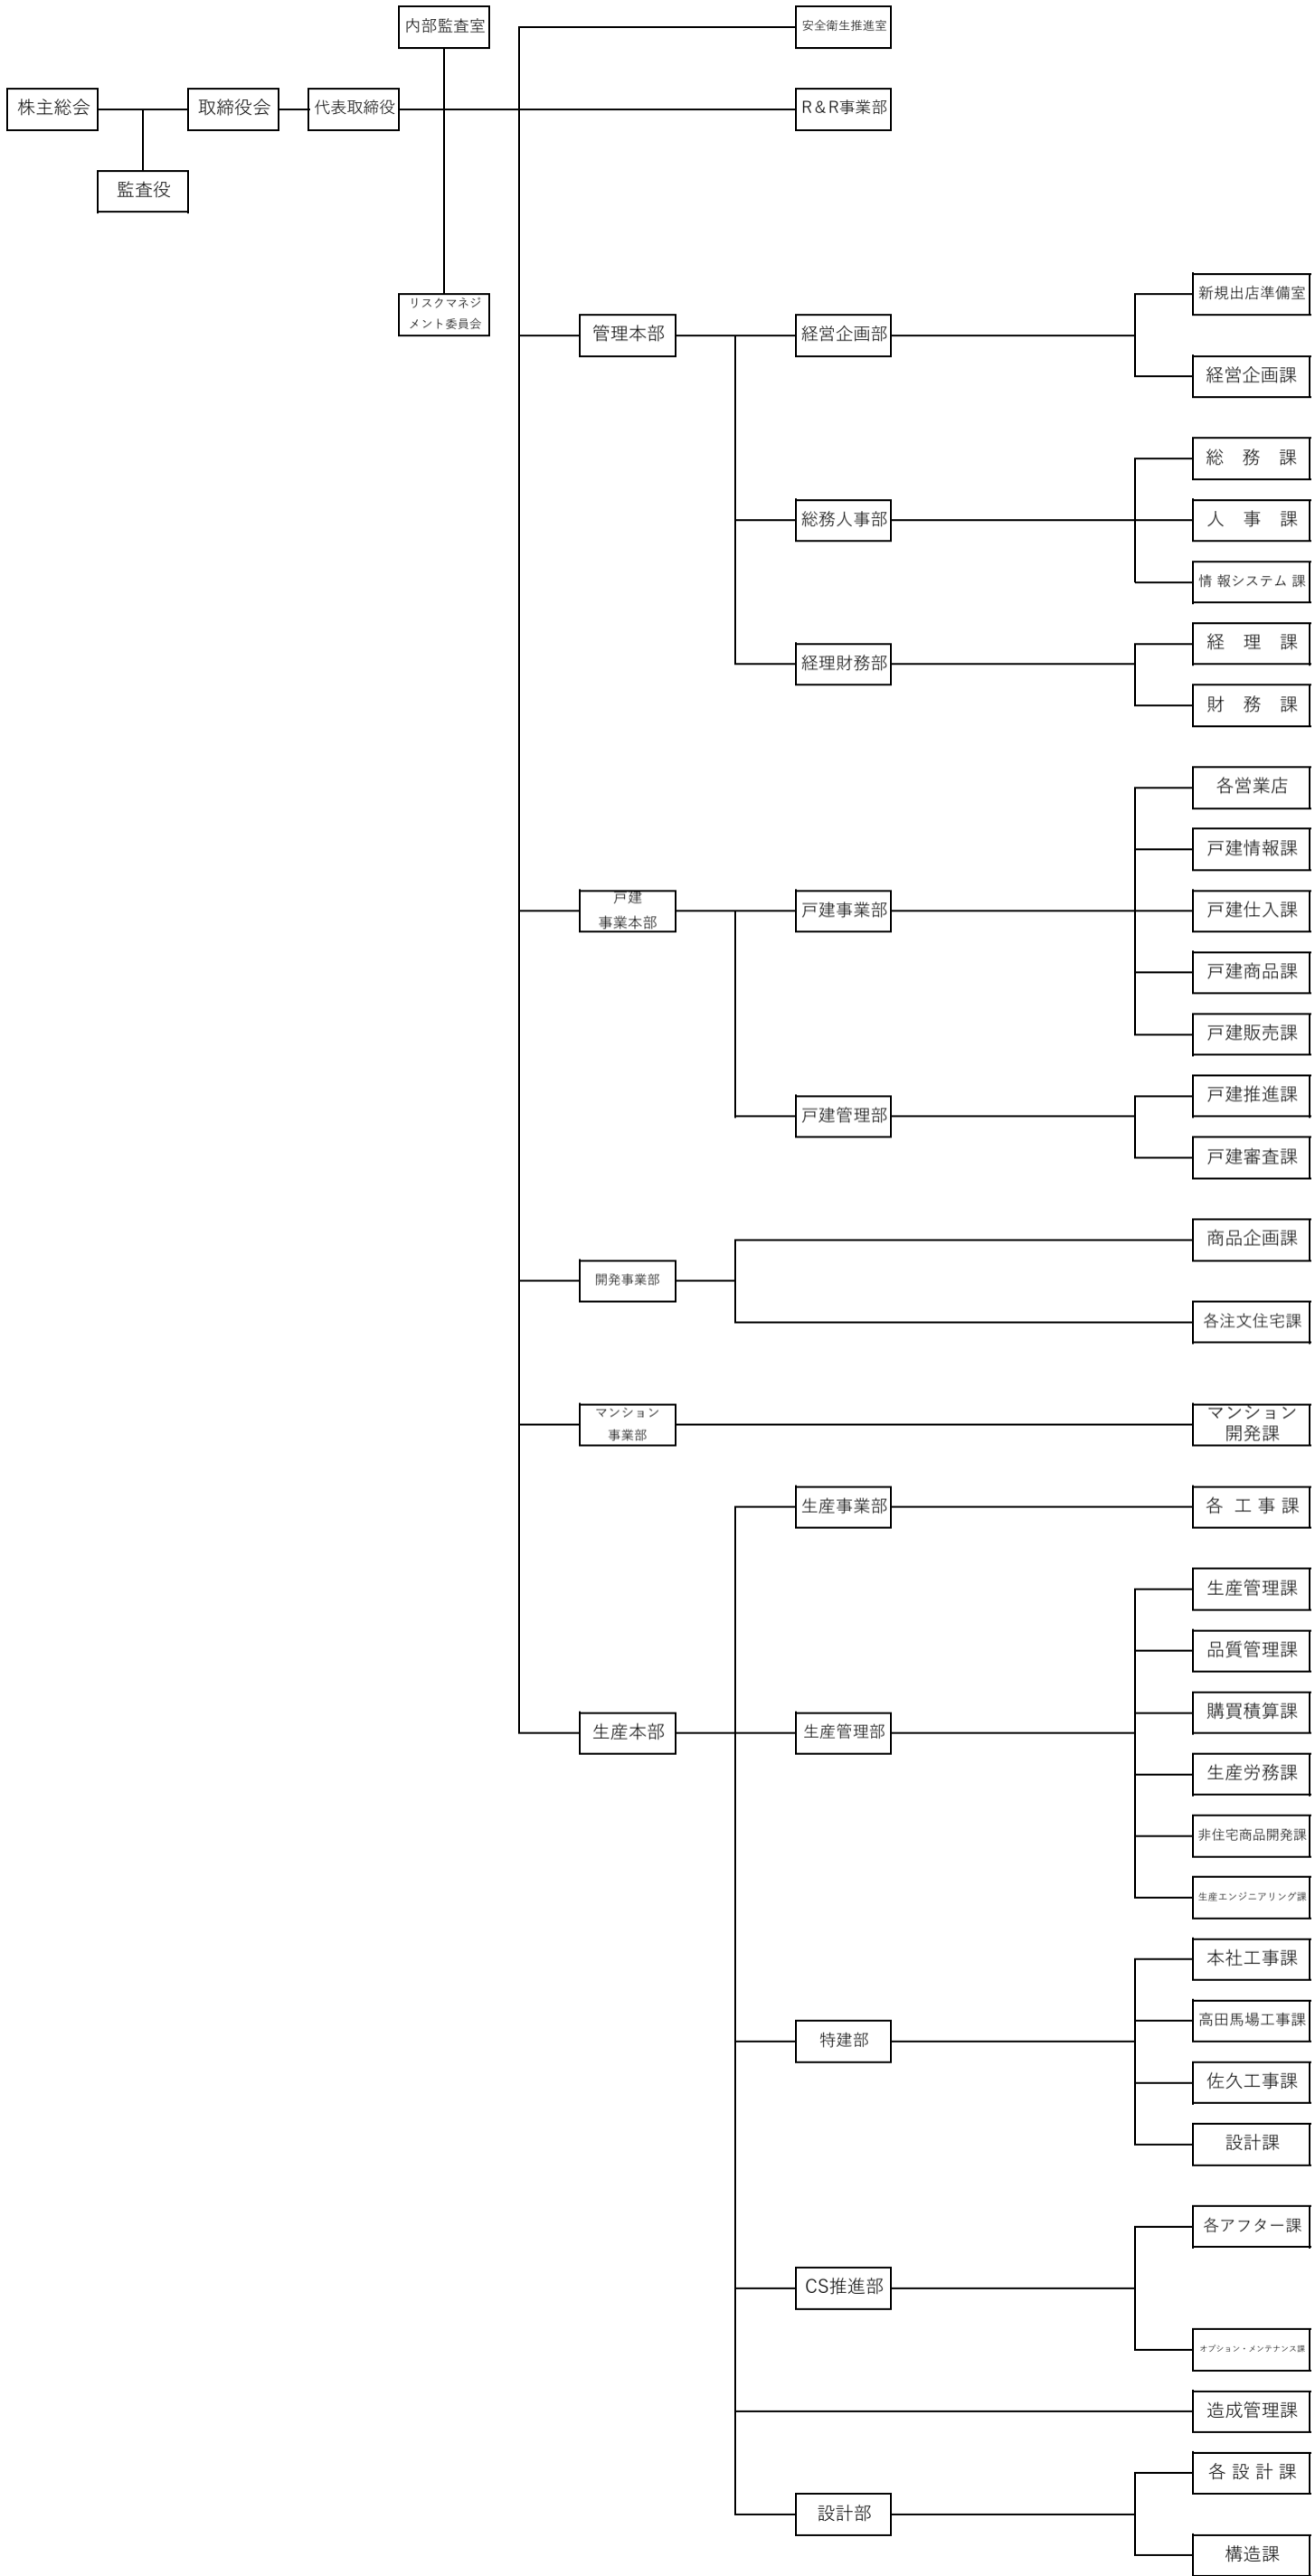 内部監査室
安全衛生推進室
株主総会
取締役会
代表取締役
R＆R事業部
監査役
リスクマネジ
メント委員会
新規出店準備室
管理本部
経営企画部
経営企画課
総　務　課
総務人事部
人　事　課
情 報システム 課
経　理　課
経理財務部
財　務　課
各営業店
戸建情報課
戸建
事業本部
戸建事業部
戸建仕入課
戸建商品課
戸建販売課
戸建推進課
戸建管理部
戸建審査課
商品企画課
開発事業部
各注文住宅課
マンション
事業部
マンション
開発課
生産事業部
各 工 事 課
生産管理課
品質管理課
購買積算課
生産本部
生産管理部
生産労務課
非住宅商品開発課
生産エンジニアリング課
本社工事課
高田馬場工事課
特建部
佐久工事課
設計課
各アフター課
CS推進部
オプション・メンテナンス課
造成管理課
各 設 計 課
設計部
構造課